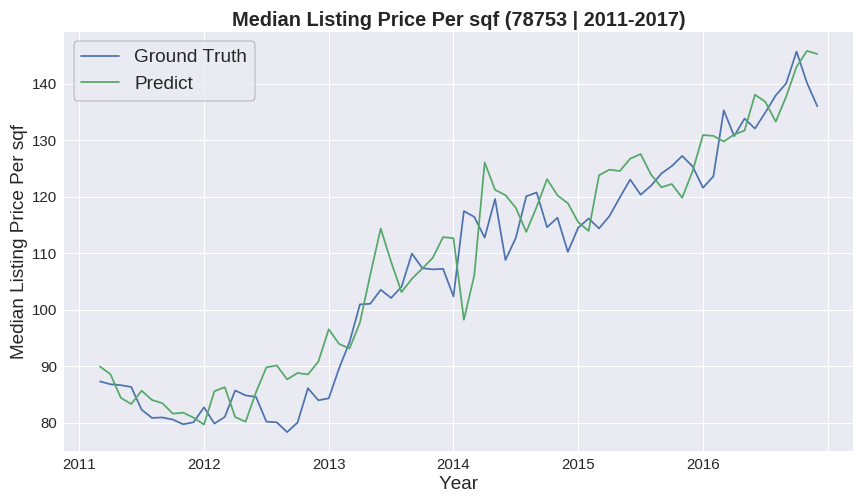 Median Listing Price Per sqf (78753 | 2011-2017)
Ground Truth
Predict
Median Listing Price Per sqf
140
130
120
110
100
90
80
2011 2012 2013 2014 2015 2016
Year